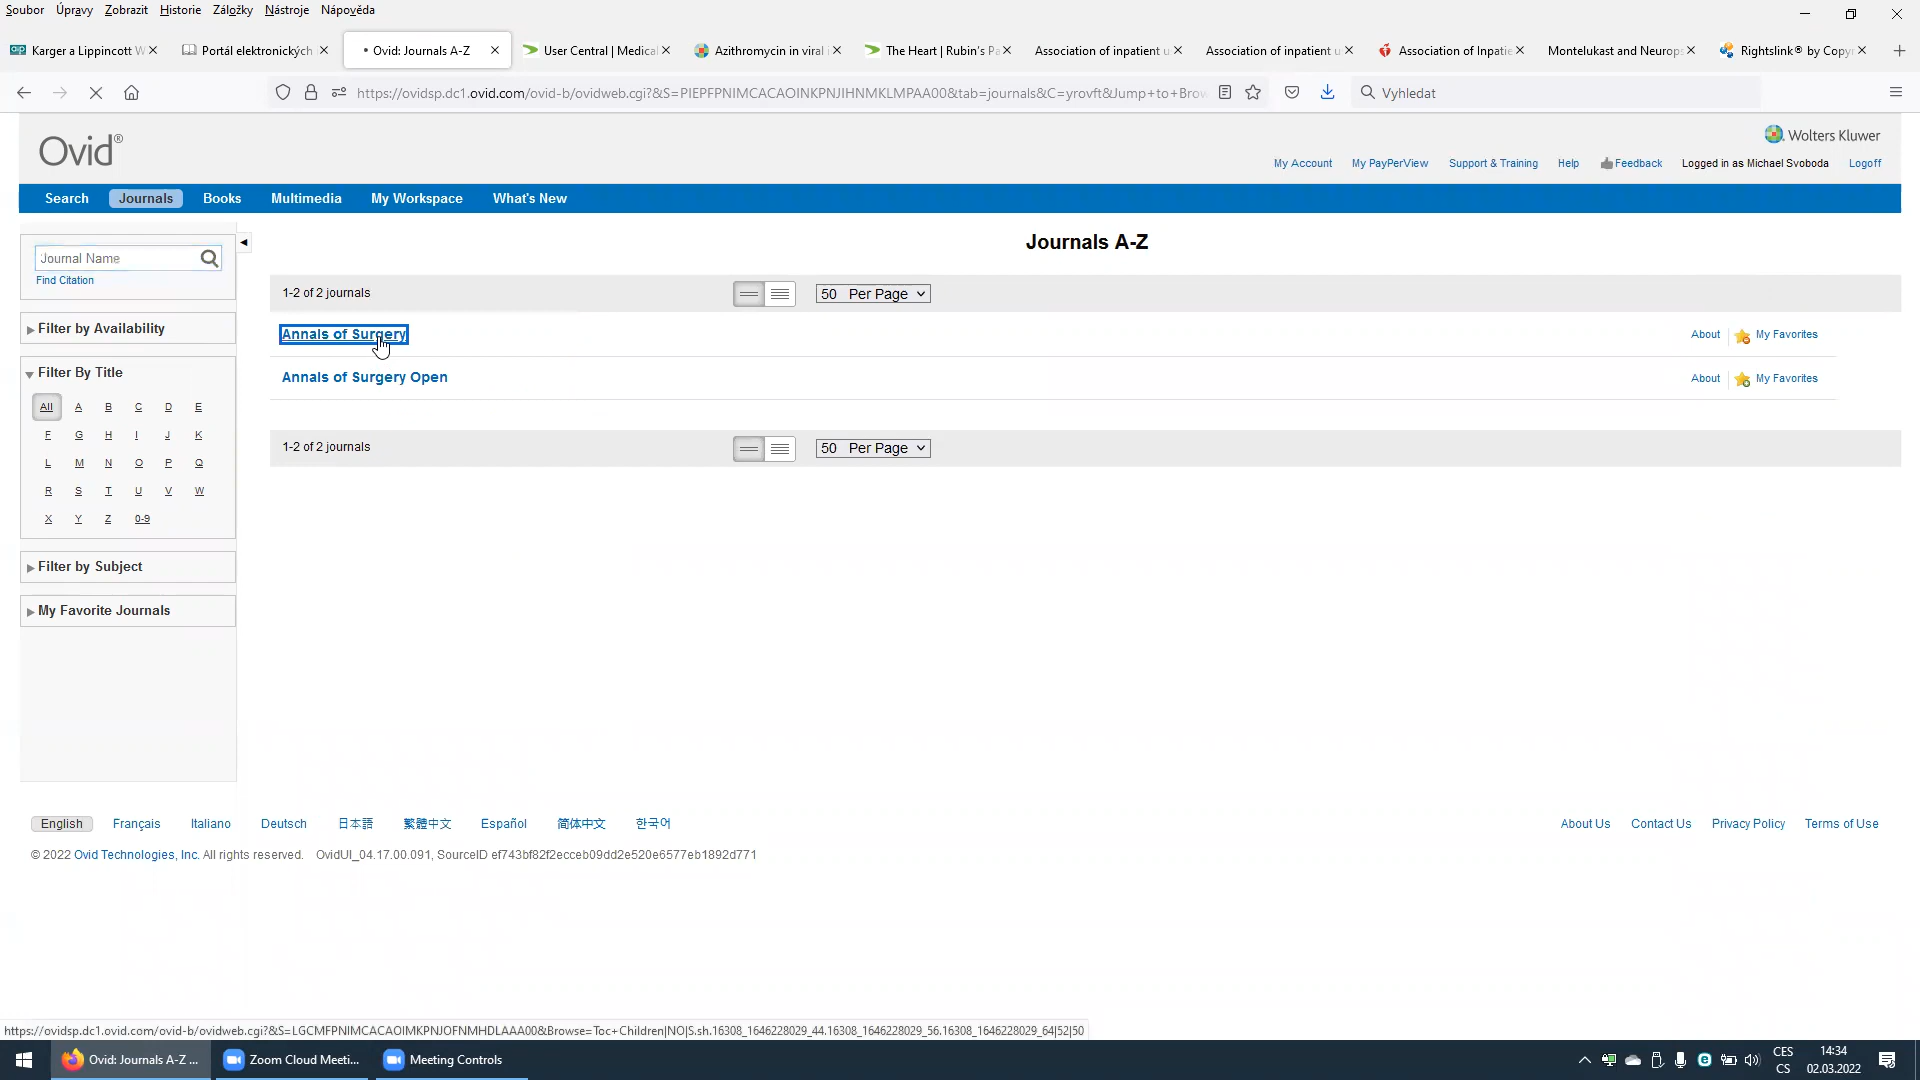 Soubor Úpravy Zobrazit Historie Záložky Nástroje Nápověda
Karger a Lippincott W
Portál elektronických
Ovid: Journals A-Z
User Central | Medical
Azithromycin in viral i
The Heart | Rubin's Pa
Association of inpatient u
Association of inpatient u
Association of Inpatie
Montelukast and Neurops
Rightslink® by Copy
https://ovidsp.dc1.ovid.com/ovid-b/ovidweb.cgi?&S=PIEPFPNIMCACAOINKPNJIHNMKLMPAA00&tab=journals&C=yrovft&Jump+to+Brow
Vyhledat
Ovid®
Wolters Kluwer
My Account My PayPerView Support & Training Help Feedback Logged in as Michael Svoboda Logoff
Search Journals Books Multimedia My Workspace What's New
Journal Name
Find Citation
Filter by Availability
Filter By Title
All A B C D E
F G H I J K
L M N O P Q
R S T U V W
X Y Z 0-9
Filter by Subject
My Favorite Journals
Journals A-Z
1-2 of 2 journals 50 Per Page
Annals of Surgery About My Favorites
Annals of Surgery Open About My Favorites
1-2 of 2 journals 50 Per Page
English Français Italiano Deutsch 日本語 繁體中文 Español 简体中文 한국어
About Us Contact Us Privacy Policy Terms of Use
© 2022 Ovid Technologies, Inc. All rights reserved. OvidUI_04.17.00.091, SourceID ef743bf82f2ecceb09dd2e520e6577eb1892d771
https://ovidsp.dc1.ovid.com/ovid-b/ovidweb.cgi?&S=LGCMFPNIMCACAOIMKPNJOFNMHDLAAA00&Browse=Toc+Children|NO|S.sh.16308_1646228029_44.16308_1646228029_56.16308_1646228029_64|52|50
Ovid: Journals A-Z ...
Zoom Cloud Meeti...
Meeting Controls
CES
CS
14:34
02.03.2022